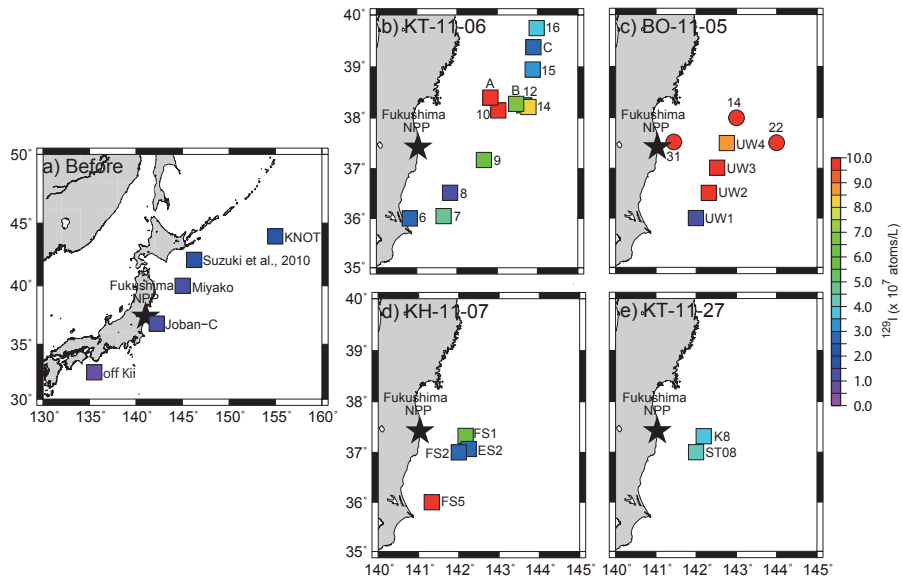 a) Before
50˚
45˚
40˚
35˚
30˚
130˚ 135˚ 140˚ 145˚ 150˚ 155˚ 160˚
KNOT
Suzuki et al., 2010
Miyako
Fukushima
NPP
Joban−C
off Kii
b) KT-11-06
40˚
39˚
38˚
37˚
36˚
35˚
16
C
15
A
B 12
10 14
Fukushima
NPP
9
8
6 7
c) BO-11-05
14
Fukushima
NPP
22
31
UW4
UW3
UW2
UW1
d) KH-11-07
40˚
39˚
38˚
37˚
36˚
35˚
140˚ 141˚ 142˚ 143˚ 144˚
Fukushima
NPP
FS1
FS2 ES2
FS5
e) KT-11-27
Fukushima
NPP
K8
ST08
140˚ 141˚ 142˚ 143˚ 144˚ 145˚
10.0
9.0
8.0
7.0
6.0
5.0
4.0
3.0
2.0
1.0
0.0
¹²⁹I (x 10⁷ atoms/L)